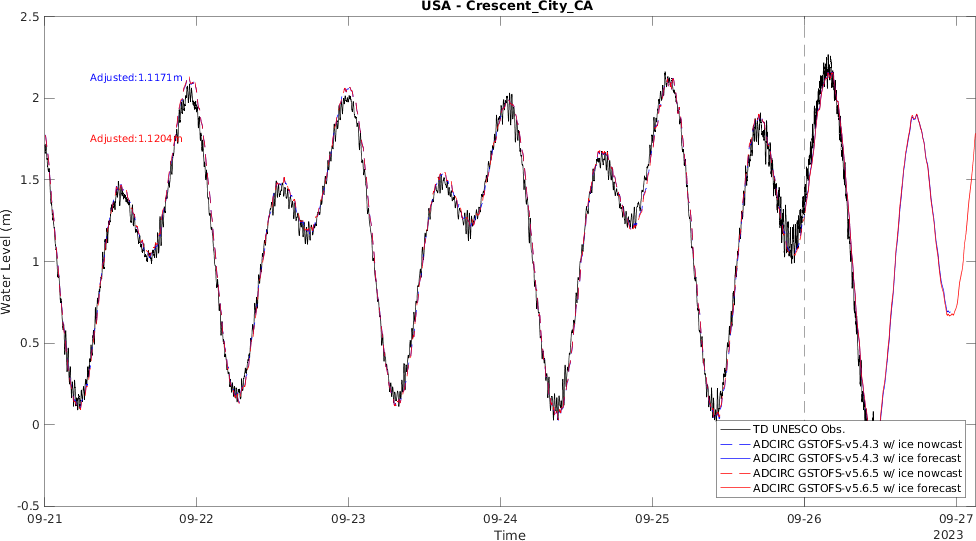 USA - Crescent_City_CA
2.5
2
1.5
1
0.5
0
-0.5
Water Level (m)
Adjusted:1.1171m
Adjusted:1.1204m
TD UNESCO Obs.
ADCIRC GSTOFS-v5.4.3 w/ ice nowcast
ADCIRC GSTOFS-v5.4.3 w/ ice forecast
ADCIRC GSTOFS-v5.6.5 w/ ice nowcast
ADCIRC GSTOFS-v5.6.5 w/ ice forecast
09-21 09-22 09-23 09-24 09-25 09-26 09-27
Time
2023